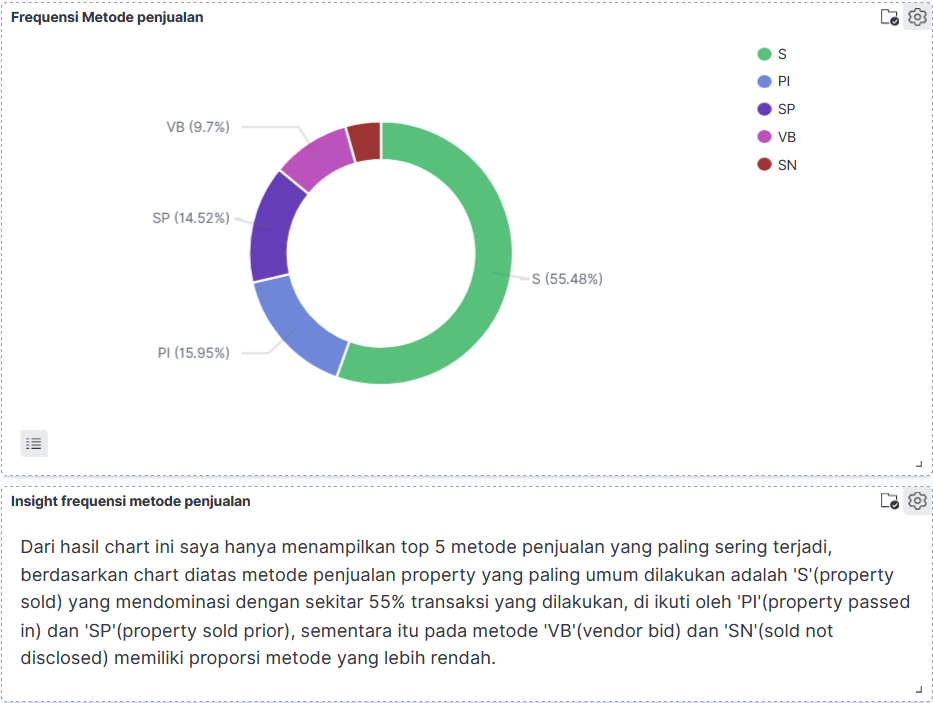 Frequensi Metode penjualan
S
PI
SP
VB
SN
VB (9.7%)
SP (14.52%)
S (55.48%)
PI (15.95%)
Insight frequensi metode penjualan
Dari hasil chart ini saya hanya menampilkan top 5 metode penjualan yang paling sering terjadi,
berdasarkan chart diatas metode penjualan property yang paling umum dilakukan adalah 'S'(property
sold) yang mendominasi dengan sekitar 55% transaksi yang dilakukan, di ikuti oleh 'PI'(property passed
in) dan 'SP'(property sold prior), sementara itu pada metode 'VB'(vendor bid) dan 'SN'(sold not
disclosed) memiliki proporsi metode yang lebih rendah.